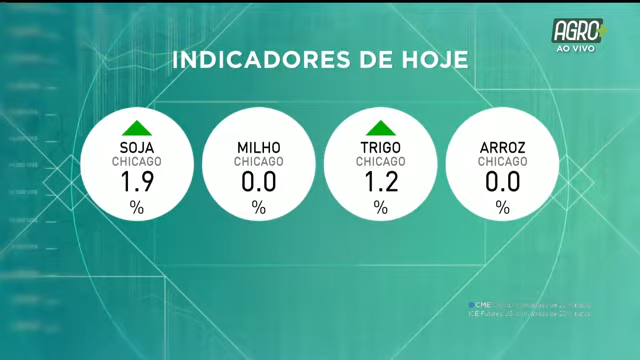 AGRO+
AO VIVO
INDICADORES DE HOJE
SOJA
CHICAGO
1.9
%
MILHO
CHICAGO
0.0
%
TRIGO
CHICAGO
1.2
%
ARROZ
CHICAGO
0.0
%
CME
ICE Futures US